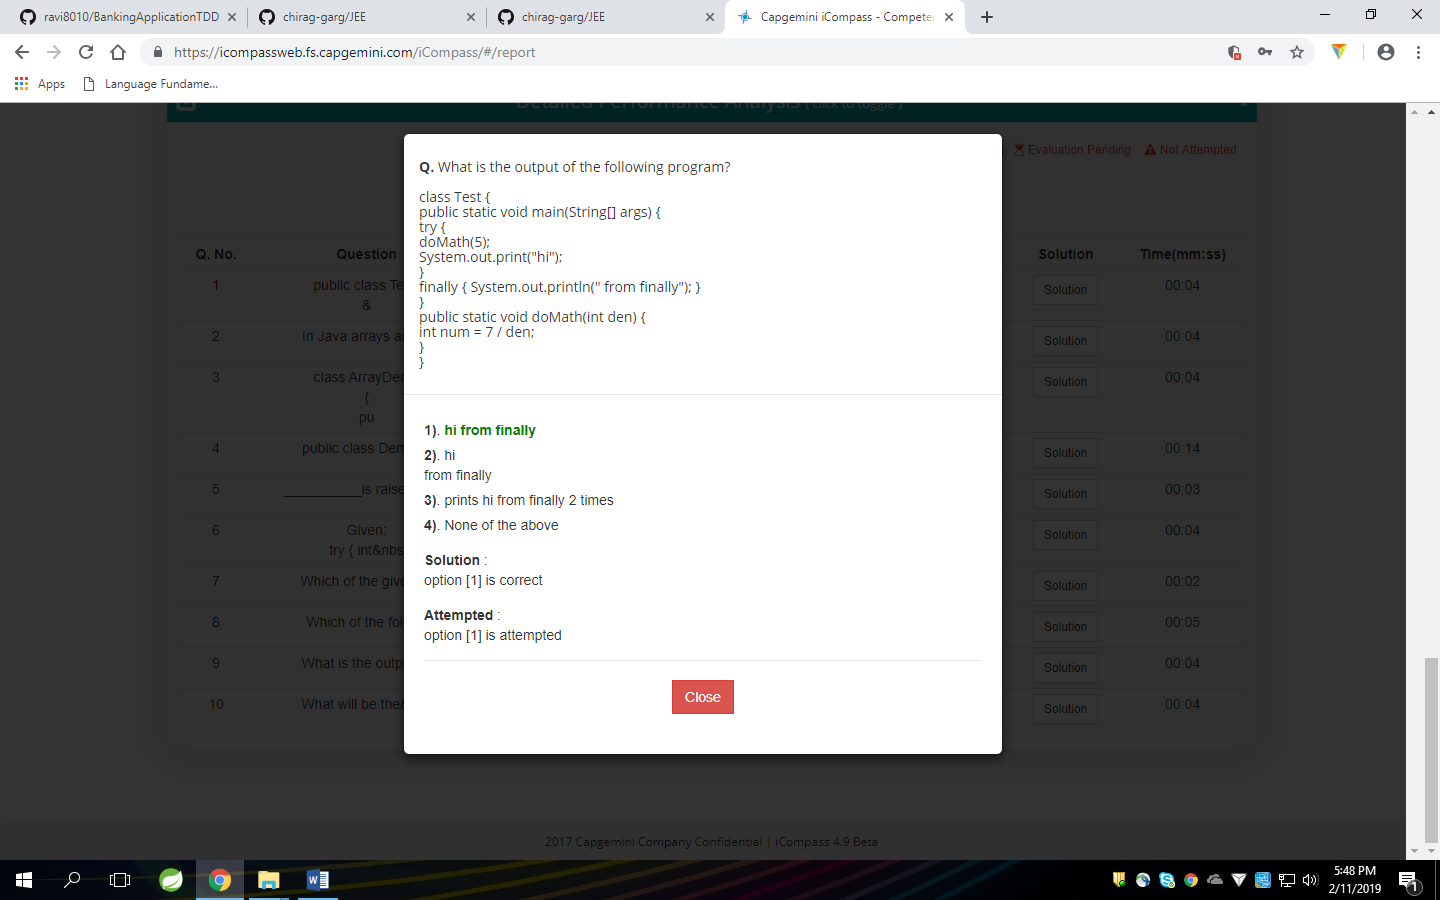 ravi8010/BankingApplicationTDD
chirag-garg/JEE
chirag-garg/JEE
Capgemini iCompass - Compete
https://icompassweb.fs.capgemini.com/iCompass/#/report
Apps
Language Fundame...
Detailed Performance Analysis ( click to toggle )
Evaluation Pending
Not Attempted
Q. What is the output of the following program?
class Test {
public static void main(String[] args) {
try {
doMath(5);
System.out.print("hi");
}
finally { System.out.println(" from finally"); }
}
public static void doMath(int den) {
int num = 7 / den;
}
}
1). hi from finally
2). hi
from finally
3). prints hi from finally 2 times
4). None of the above
Solution :
option [1] is correct
Attempted :
option [1] is attempted
Close
Q. No. Question Solution Time(mm:ss)
1 public class Te Solution 00:04
&
2 In Java arrays a Solution 00:04
3 class ArrayDe Solution 00:04
{
pu
4 public class Dem Solution 00:14
5 __________is raise Solution 00:03
6 Given: Solution 00:04
try { int&nbs
7 Which of the give Solution 00:02
8 Which of the fol Solution 00:05
9 What is the outp Solution 00:04
10 What will be the& Solution 00:04
2017 Capgemini Company Confidential | iCompass 4.9 Beta
5:48 PM
2/11/2019
1